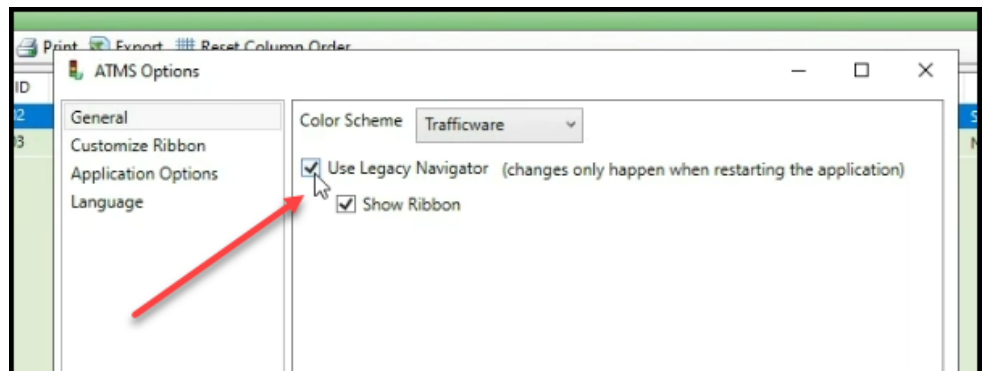 Print Export Reset Column Order
ATMS Options
ID
General
Customize Ribbon
Application Options
Language
Color Scheme Trafficware
Use Legacy Navigator (changes only happen when restarting the application)
Show Ribbon